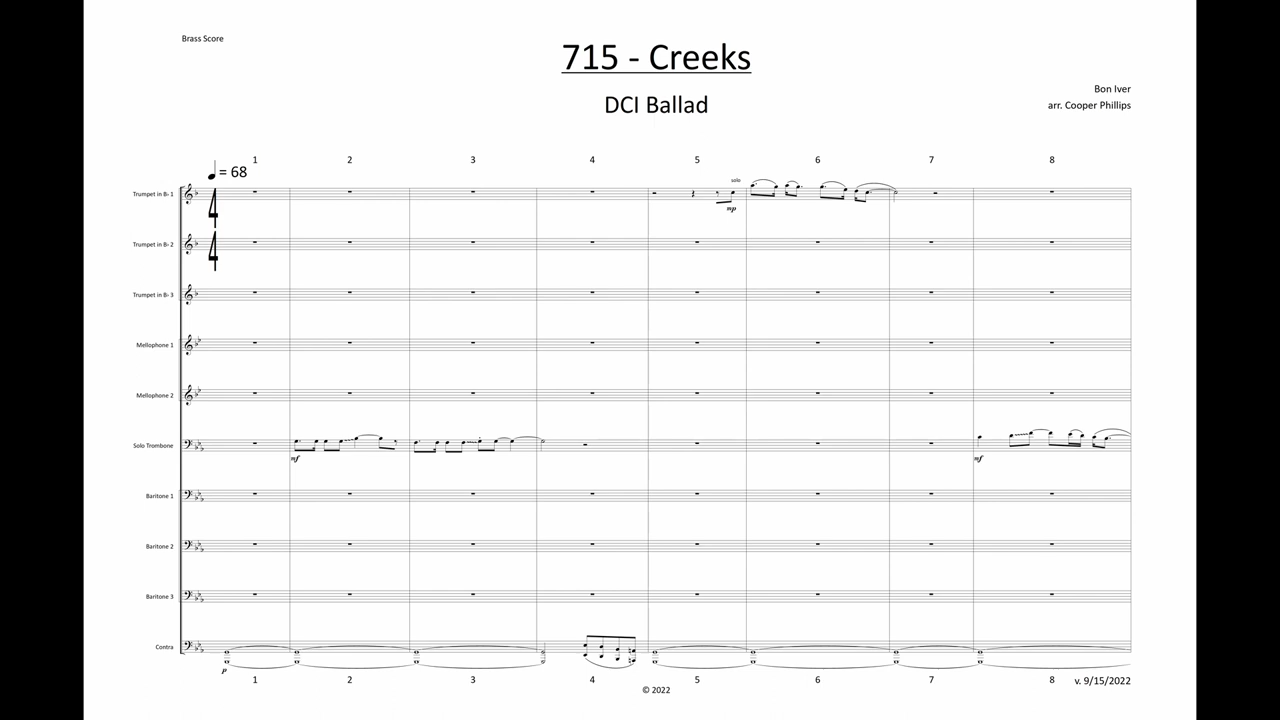 Brass Score
715 - Creeks
DCI Ballad
Bon Iver
arr. Cooper Phillips
1 2 3 4 5 6 7 8
= 68
solo
Trumpet in B♭ 1
mp
Trumpet in B♭ 2
Trumpet in B♭ 3
Mellophone 1
Mellophone 2
Solo Trombone
mf mf
Baritone 1
Baritone 2
Baritone 3
Contra
p
1 2 3 4 5 6 7 8
v. 9/15/2022
© 2022